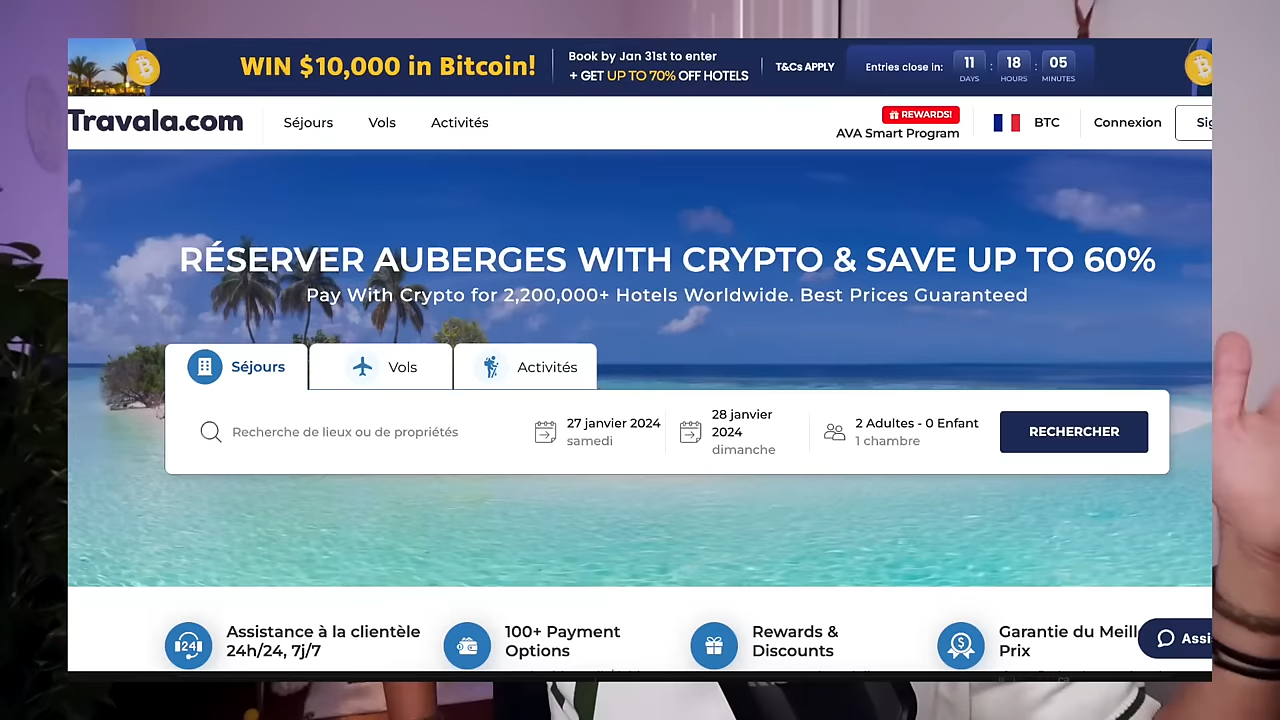 WIN $10,000 in Bitcoin!
Book by Jan 31st to enter
+ GET UP TO 70% OFF HOTELS
T&Cs APPLY
Entries close in:
11 : 18 : 05
DAYS HOURS MINUTES
Travala.com
Séjours
Vols
Activités
REWARDS!
AVA Smart Program
BTC
Connexion
RÉSERVER AUBERGES WITH CRYPTO & SAVE UP TO 60%
Pay With Crypto for 2,200,000+ Hotels Worldwide. Best Prices Guaranteed
Séjours
Vols
Activités
Recherche de lieux ou de propriétés
27 janvier 2024
samedi
28 janvier
2024
dimanche
2 Adultes - 0 Enfant
1 chambre
RECHERCHER
24
Assistance à la clientèle
24h/24, 7j/7
100+ Payment
Options
Rewards &
Discounts
Garantie du Meill
Prix
Assi